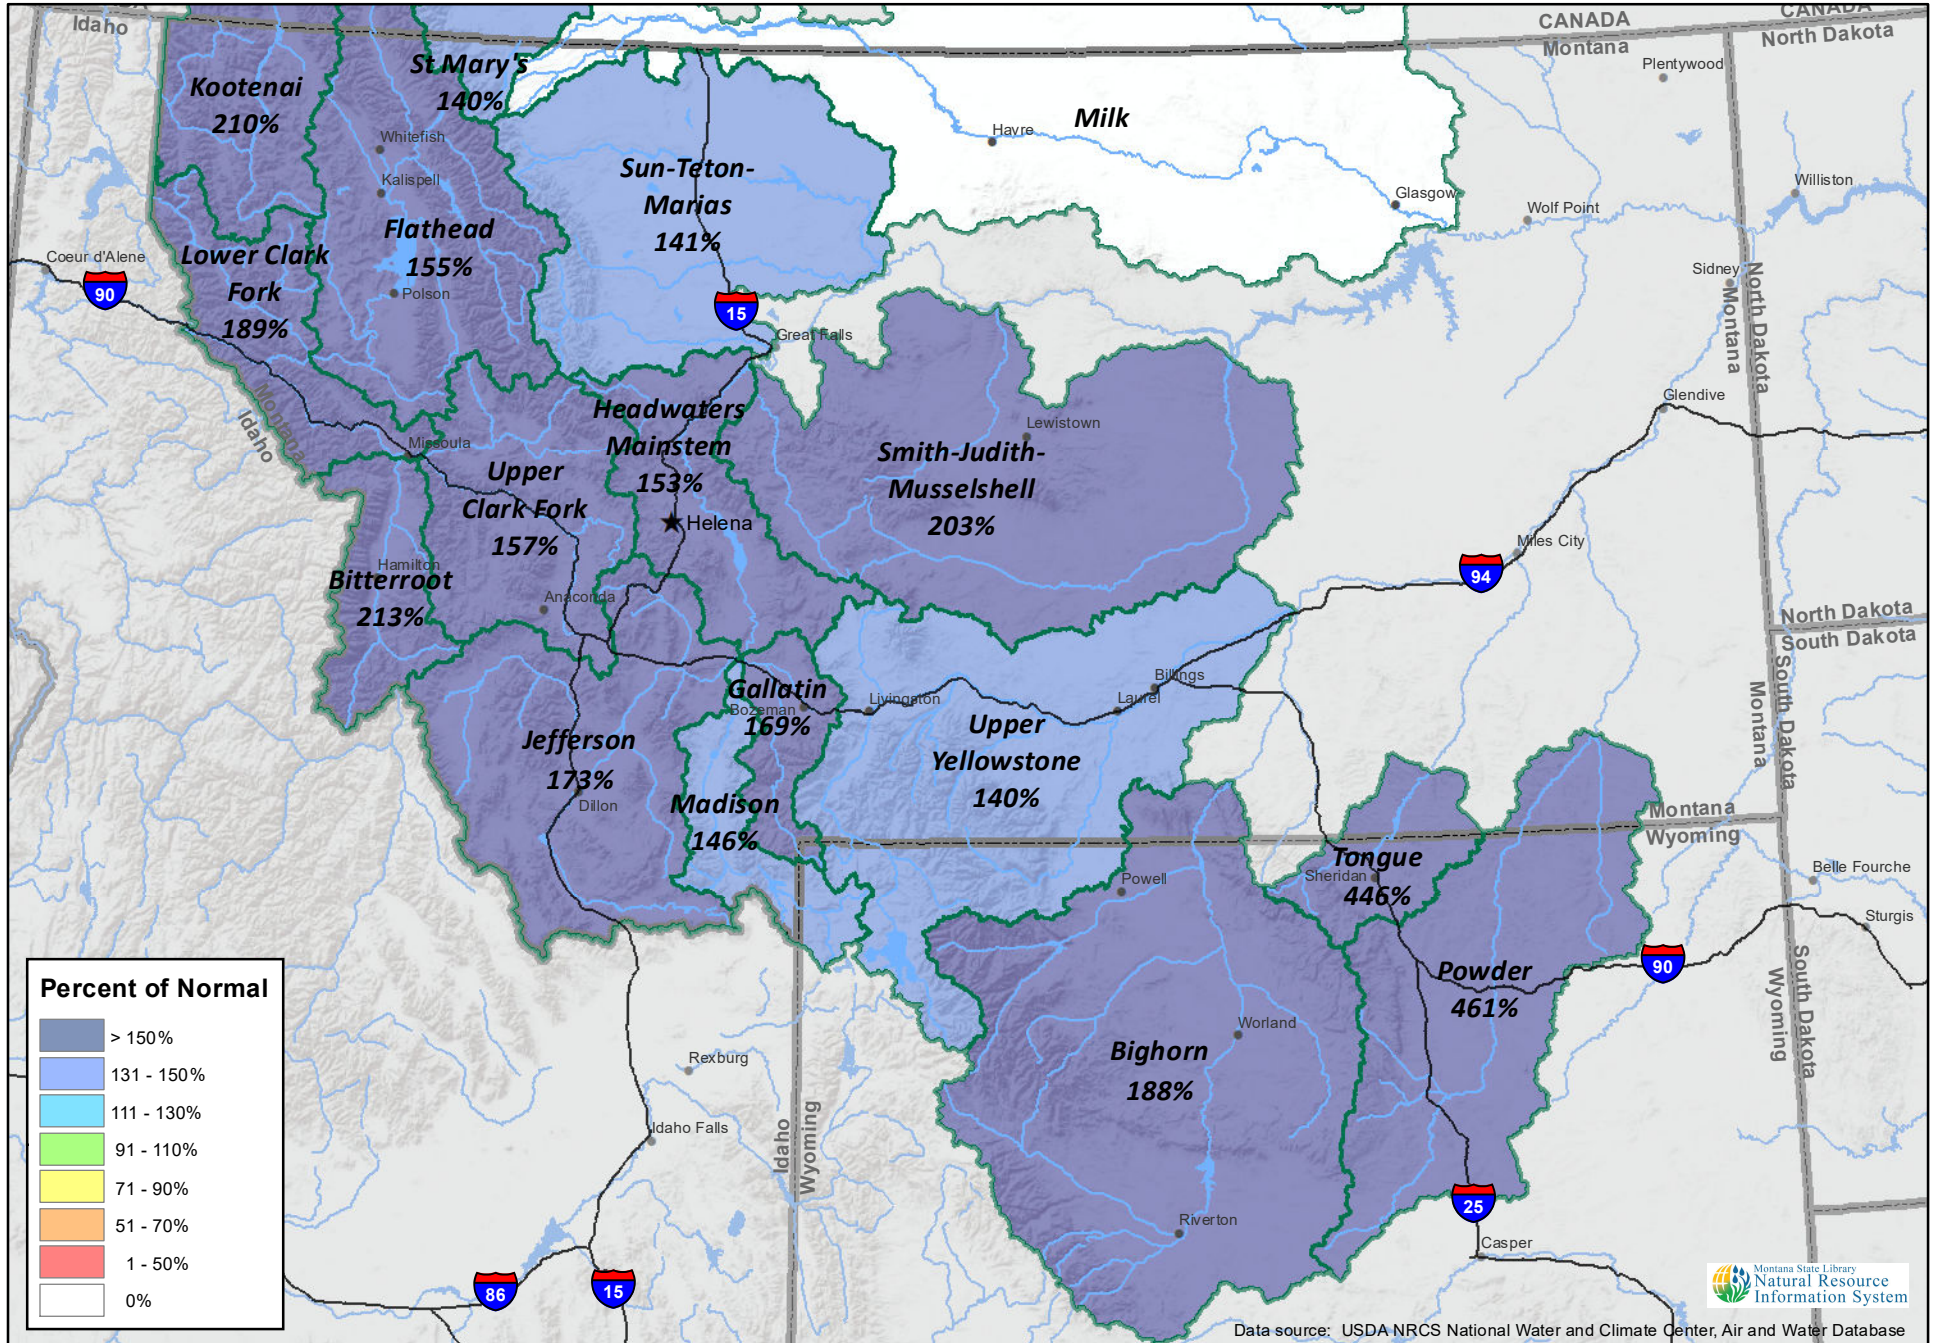 CANADA
Idaho
CANADA
Montana
CANADA
North Dakota
Plentywood
St Mary's
140%
Kootenai
210%
Milk
Havre
Whitefish
Kalispell
Sun-Teton-
Marias
141%
Glasgow
Williston
Wolf Point
Flathead
155%
Polson
Lower Clark
Fork
189%
Coeur d'Alene
90
15
Great Falls
Sidney
Montana
North Dakota
Glendive
Montana
Idaho
Missoula
Headwaters
Mainstem
153%
Helena
Lewistown
Smith-Judith-
Musselshell
203%
Upper
Clark Fork
157%
Hamilton
Bitterroot
213%
Anaconda
Miles City
94
North Dakota
South Dakota
Montana
South Dakota
Gallatin
Bozeman
169%
Livingston
Billings
Laurel
Upper
Yellowstone
140%
Jefferson
173%
Dillon
Madison
146%
Montana
Wyoming
Tongue
Sheridan
446%
Powell
Belle Fourche
Sturgis
90
Powder
461%
South Dakota
Wyoming
Worland
Bighorn
188%
Rexburg
Idaho Falls
Idaho
Wyoming
Riverton
25
Casper
86
15
Percent of Normal
> 150%
131 - 150%
111 - 130%
91 - 110%
71 - 90%
51 - 70%
1 - 50%
0%
Montana State Library
Natural Resource
Information System
Data source: USDA NRCS National Water and Climate Center, Air and Water Database